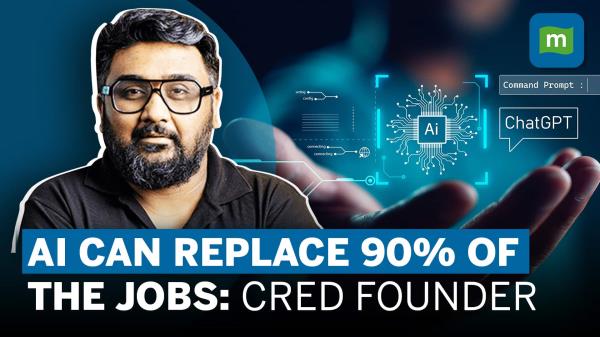 m
Command Prompt :
Ai
ChatGPT
AI CAN REPLACE 90% OF
THE JOBS: CRED FOUNDER